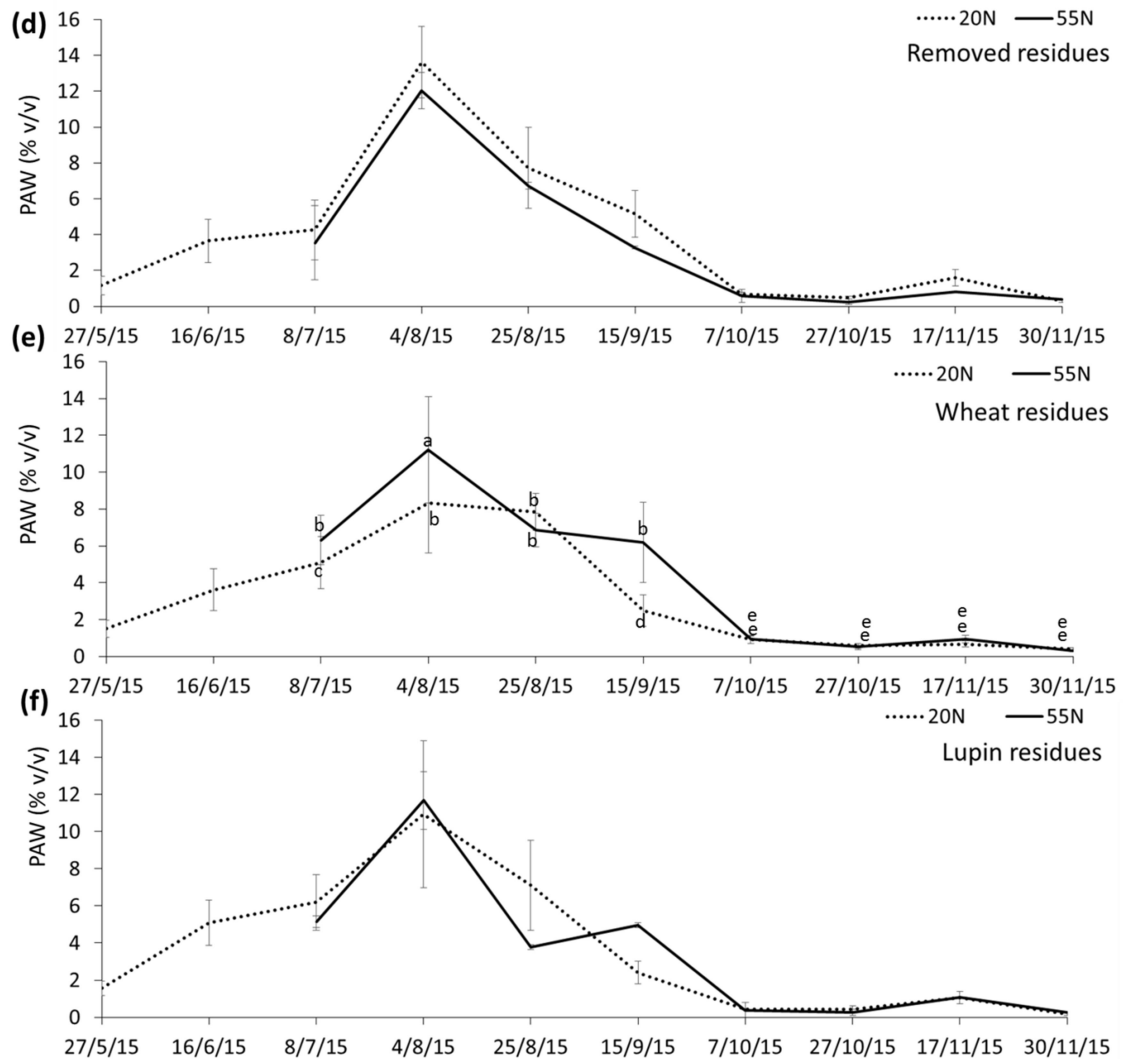 (d)
20N 55N
Removed residues
PAW (% v/v)
16
14
12
10
8
6
4
2
0
27/5/15 16/6/15 8/7/15 4/8/15 25/8/15 15/9/15 7/10/15 27/10/15 17/11/15 30/11/15
(e)
20N 55N
Wheat residues
PAW (% v/v)
16
14
12
10
8
6
4
2
0
a
b b b
b b
c
d
e e e e
e e e e
27/5/15 16/6/15 8/7/15 4/8/15 25/8/15 15/9/15 7/10/15 27/10/15 17/11/15 30/11/15
(f)
20N 55N
Lupin residues
PAW (% v/v)
16
14
12
10
8
6
4
2
0
27/5/15 16/6/15 8/7/15 4/8/15 25/8/15 15/9/15 7/10/15 27/10/15 17/11/15 30/11/15